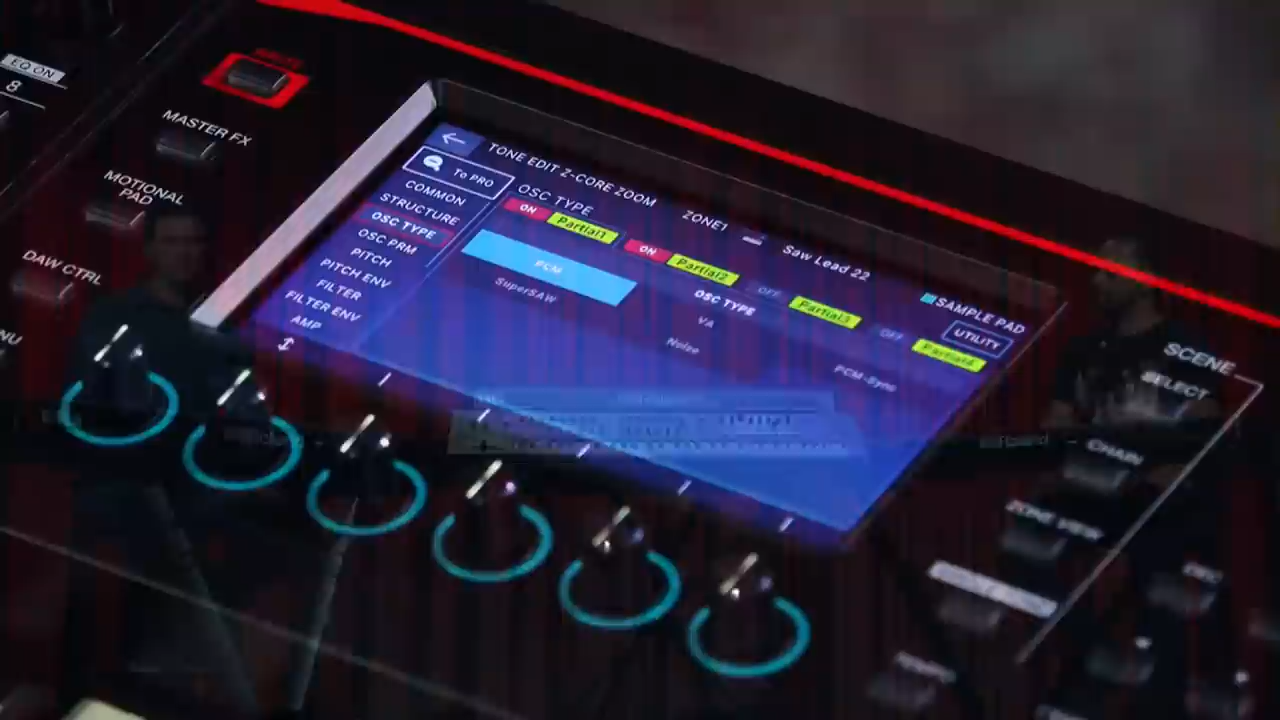 EQ ON
8
MASTER FX
MOTIONAL
PAD
DAW CTRL
NU
TONE EDIT Z-CORE ZOOM
ZONE1
Saw Lead 22
SAMPLE PAD
UTILITY
To PRO
COMMON
STRUCTURE
OSC TYPE
OSC PRM
PITCH
PITCH ENV
FILTER
FILTER ENV
AMP
OSC TYPE
ON Partial1
ON Partial2
OFF Partial3
OFF Partial4
PCM
OSC TYPE
SuperSAW
VA
Noise
PCM-Sync
SCENE
SELECT
CHAIN
ZONE VIEW